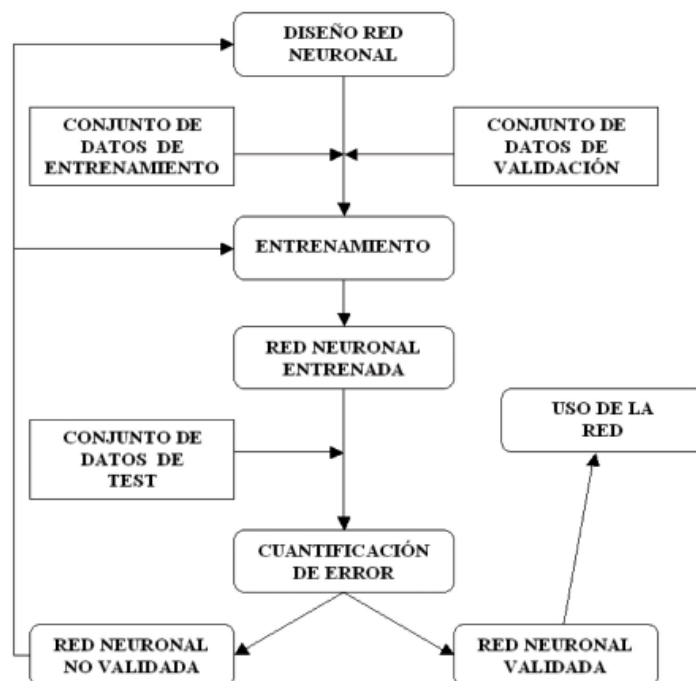 DISEÑO RED
NEURONAL
CONJUNTO DE
DATOS DE
ENTRENAMIENTO
CONJUNTO DE
DATOS DE
VALIDACIÓN
ENTRENAMIENTO
RED NEURONAL
ENTRENADA
USO DE LA
RED
CONJUNTO DE
DATOS DE
TEST
CUANTIFICACIÓN
DE ERROR
RED NEURONAL
NO VALIDADA
RED NEURONAL
VALIDADA